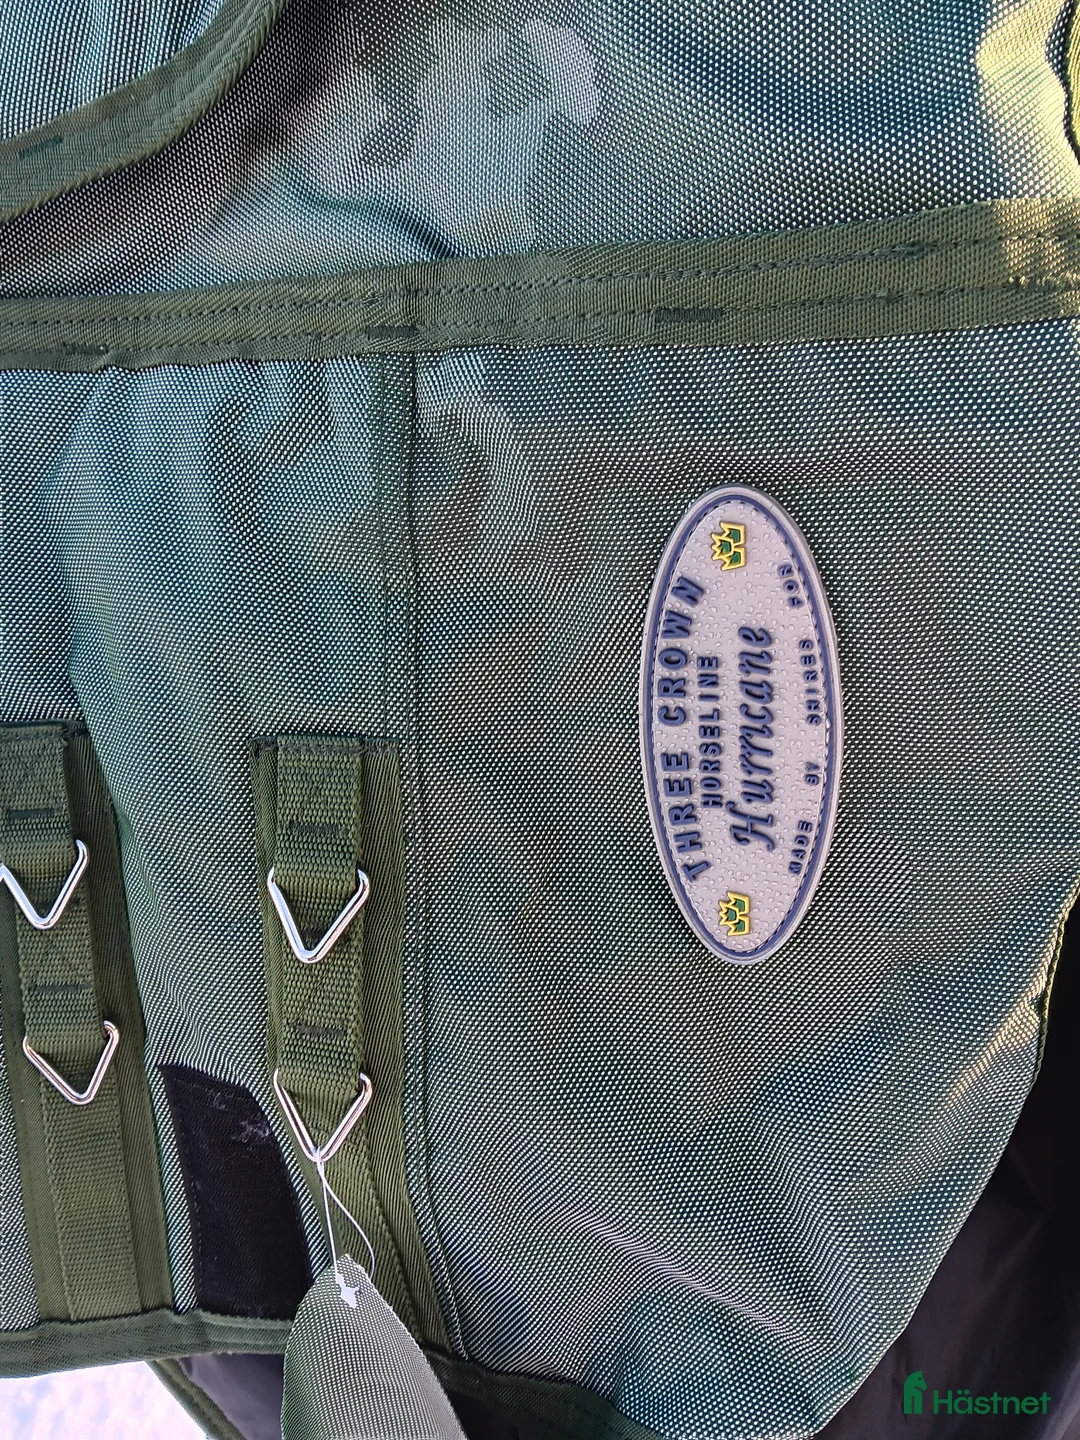 THREE CROWN
HORSELINE
Hurricane
MADE BY SHIRES FOR
Hästnet